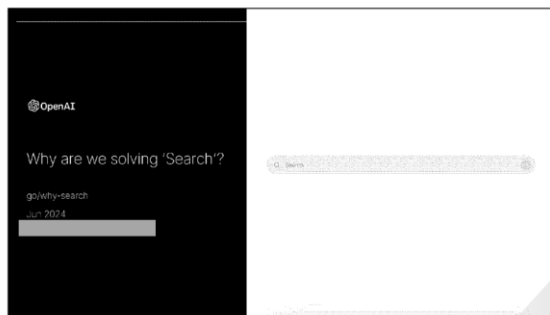 OpenAI
Why are we solving 'Search'?
go/why-search
Jun 2024
Search